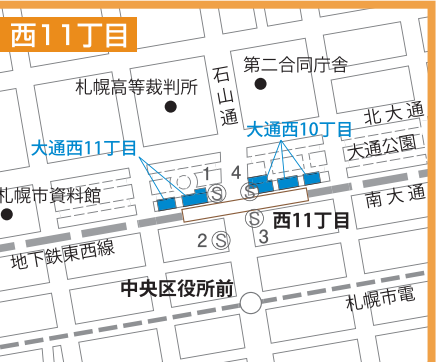 西11丁目
石山通
第二合同庁舎
札幌高等裁判所
北大通
大通西10丁目
大通西11丁目
大通公園
1
4
Ⓢ
Ⓢ
札幌市資料館
南大通
Ⓢ
西11丁目
2
Ⓢ
3
地下鉄東西線
中央区役所前
札幌市電